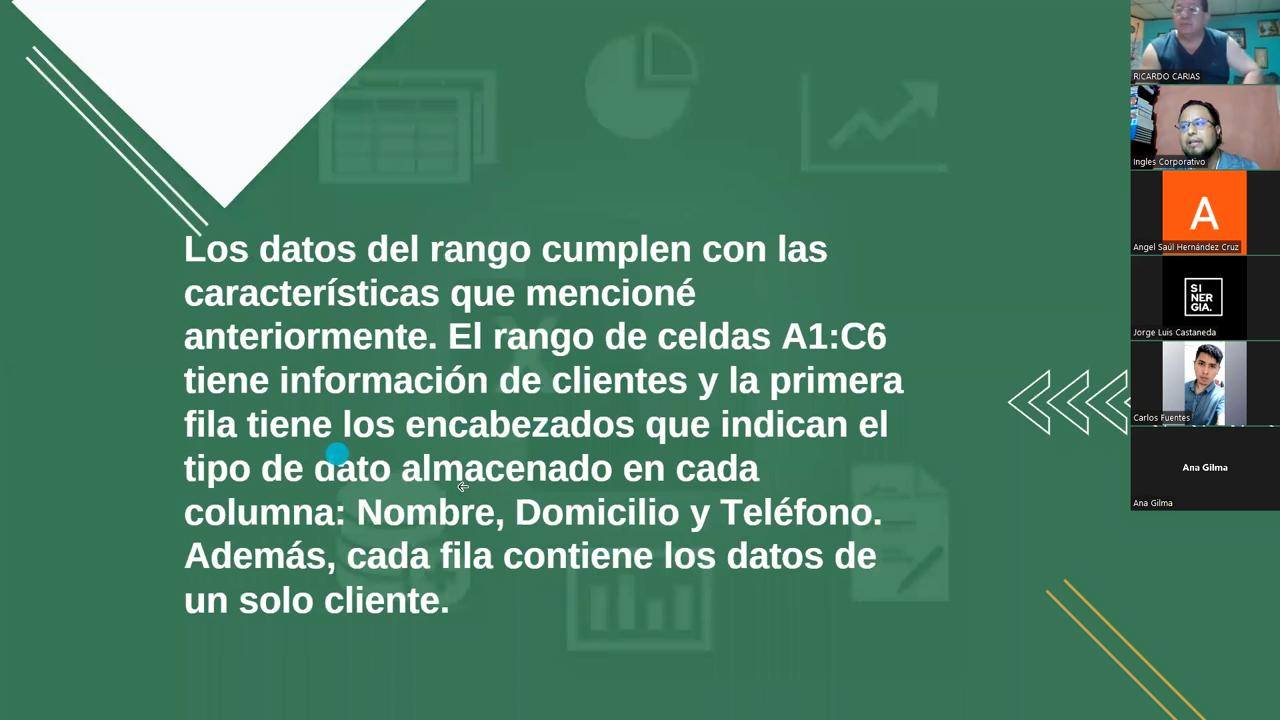 Los datos del rango cumplen con las
características que mencioné
anteriormente. El rango de celdas A1:C6
tiene información de clientes y la primera
fila tiene los encabezados que indican el
tipo de dato almacenado en cada
columna: Nombre, Domicilio y Teléfono.
Además, cada fila contiene los datos de
un solo cliente.
RICARDO CARIAS
Ingles Corporativo
A
Angel Saúl Hernández Cruz
SI
NER
GIA.
Jorge Luis Castaneda
Carlos Fuentes
Ana Gilma
Ana Gilma